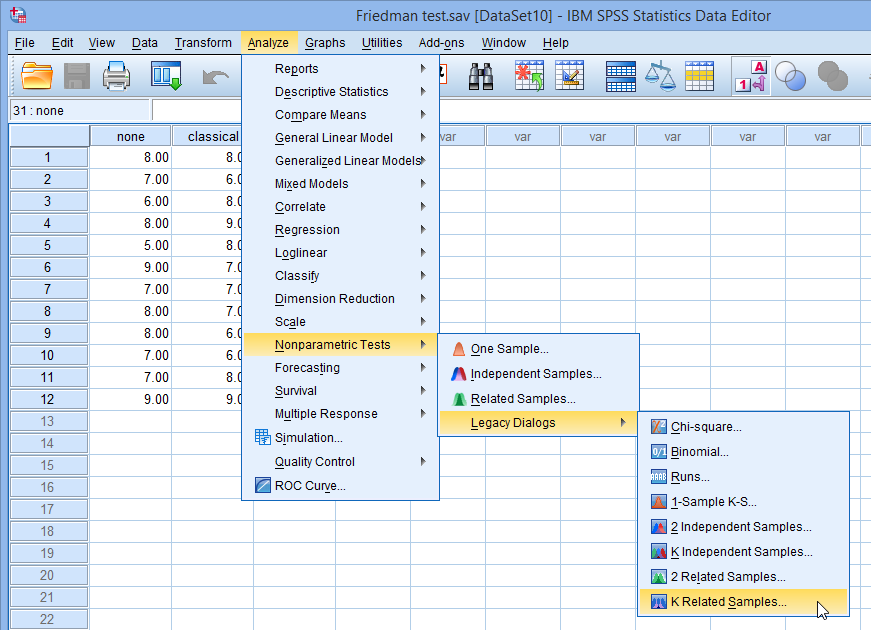 Friedman test.sav [DataSet10] - IBM SPSS Statistics Data Editor
File Edit View Data Transform Analyze Graphs Utilities Add-ons Window Help
A
1
31 : none
none classical var var var var var
1 8.00 8.0
2 7.00 6.0
3 6.00 8.0
4 8.00 9.0
5 5.00 8.0
6 9.00 7.0
7 7.00 7.0
8 8.00 7.0
9 8.00 6.0
10 7.00 6.0
11 7.00 8.0
12 9.00 9.0
13
14
15
16
17
18
19
20
21
22
Reports
Descriptive Statistics
Compare Means
General Linear Model
Generalized Linear Models
Mixed Models
Correlate
Regression
Loglinear
Classify
Dimension Reduction
Scale
Nonparametric Tests
Forecasting
Survival
Multiple Response
Simulation...
Quality Control
ROC Curve...
One Sample...
Independent Samples...
Related Samples...
Legacy Dialogs
Chi-square...
0/1 Binomial...
Runs...
1-Sample K-S...
2 Independent Samples...
K Independent Samples...
2 Related Samples...
K Related Samples...